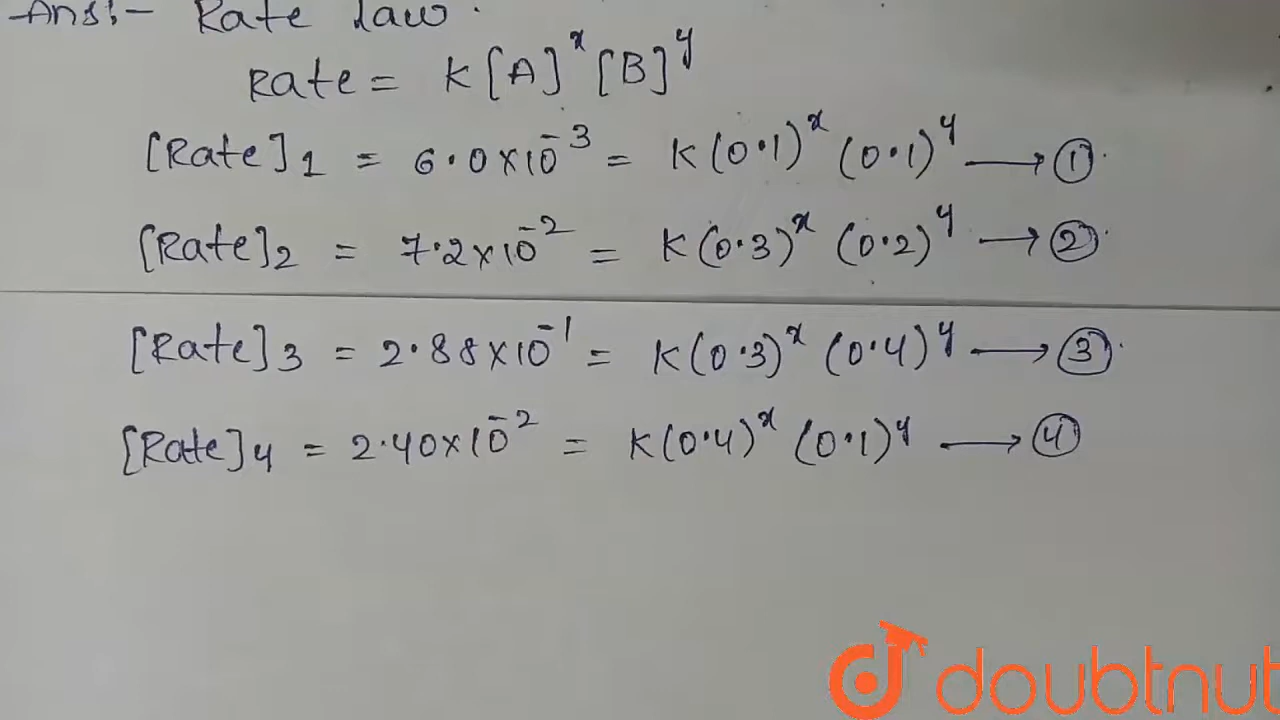 Ans:- Rate law.
Rate = K[A]^x [B]^y
[Rate]1 = 6.0×10^-3 = K(0.1)^x (0.1)^y → ①.
[Rate]2 = 7.2×10^-2 = K(0.3)^x (0.2)^y → ②.
[Rate]3 = 2.88×10^-1 = K(0.3)^x (0.4)^y → ③.
[Rate]4 = 2.40×10^-2 = K(0.4)^x (0.1)^y → ④
doubtnut